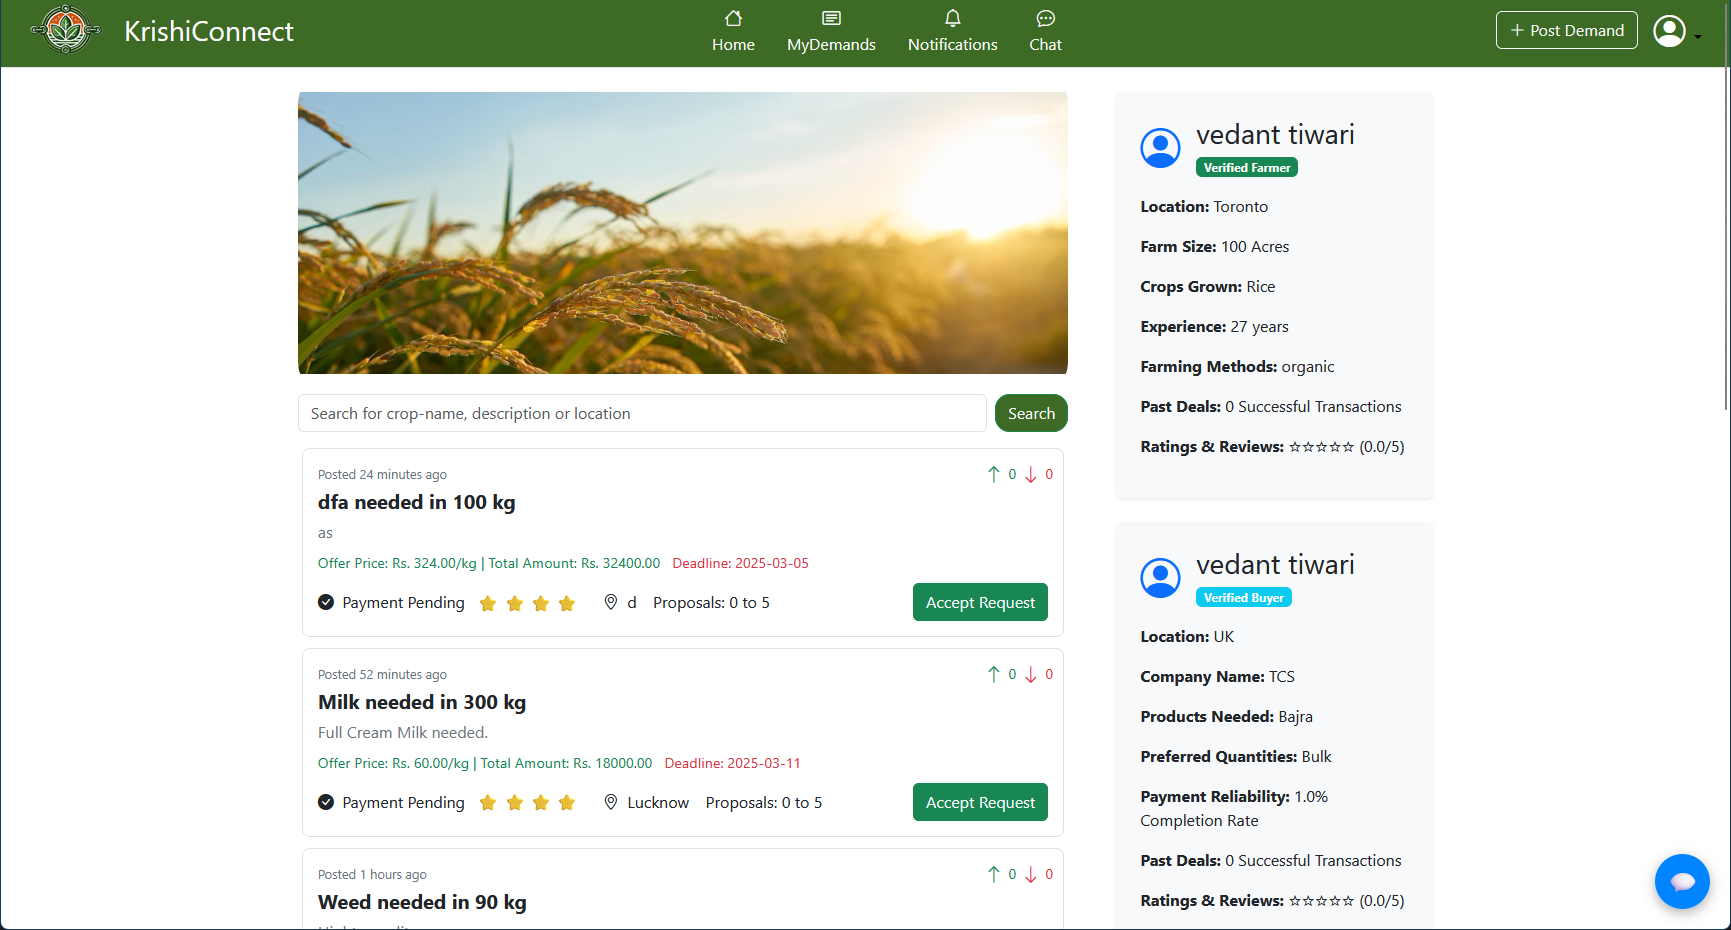 KrishiConnect
Home
MyDemands
Notifications
Chat
+ Post Demand
Search for crop-name, description or location
Search
Posted 24 minutes ago
↑ 0 ↓ 0
dfa needed in 100 kg
as
Offer Price: Rs. 324.00/kg | Total Amount: Rs. 32400.00 Deadline: 2025-03-05
Payment Pending d Proposals: 0 to 5
Accept Request
Posted 52 minutes ago
↑ 0 ↓ 0
Milk needed in 300 kg
Full Cream Milk needed.
Offer Price: Rs. 60.00/kg | Total Amount: Rs. 18000.00 Deadline: 2025-03-11
Payment Pending Lucknow Proposals: 0 to 5
Accept Request
Posted 1 hours ago
↑ 0 ↓ 0
Weed needed in 90 kg
vedant tiwari
Verified Farmer
Location: Toronto
Farm Size: 100 Acres
Crops Grown: Rice
Experience: 27 years
Farming Methods: organic
Past Deals: 0 Successful Transactions
Ratings & Reviews: ☆☆☆☆☆ (0.0/5)
vedant tiwari
Verified Buyer
Location: UK
Company Name: TCS
Products Needed: Bajra
Preferred Quantities: Bulk
Payment Reliability: 1.0%
Completion Rate
Past Deals: 0 Successful Transactions
Ratings & Reviews: ☆☆☆☆☆ (0.0/5)